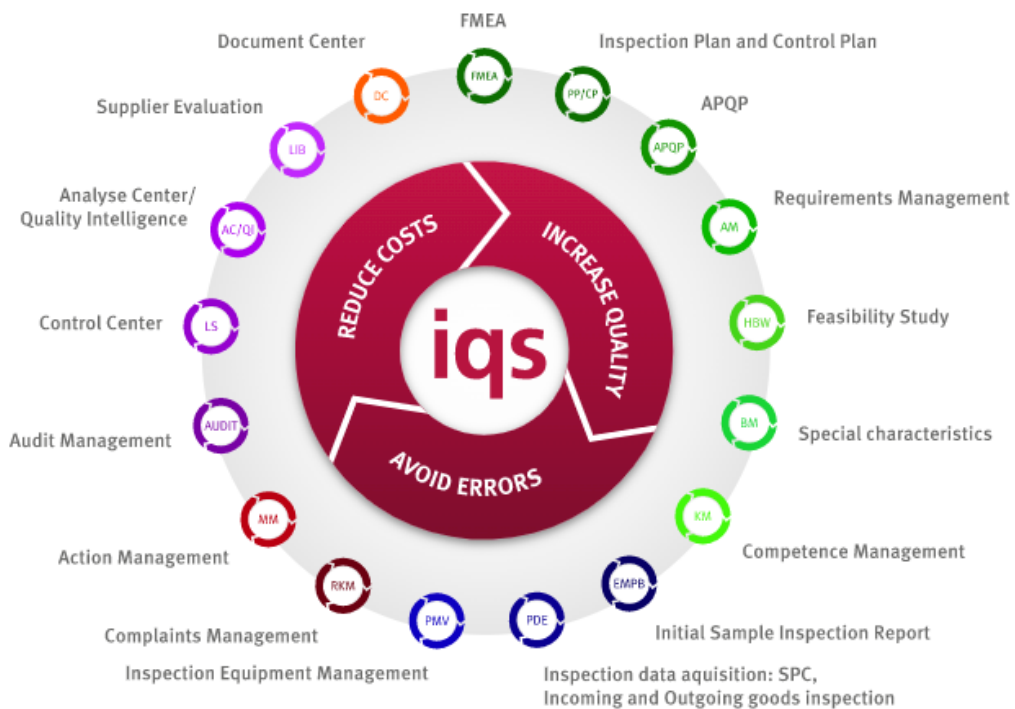 FMEA
Document Center
Inspection Plan and Control Plan
FMEA
DC
PP/CP
Supplier Evaluation
APQP
LIB
APQP
Analyse Center/
Quality Intelligence
Requirements Management
AC/QI
AM
REDUCE COSTS
INCREASE QUALITY
Control Center
LS
iqs
HBW
Feasibility Study
Audit Management
AUDIT
BM
Special characteristics
AVOID ERRORS
MM
KM
Action Management
Competence Management
RKM
EMPB
Complaints Management
PMV
PDE
Initial Sample Inspection Report
Inspection Equipment Management
Inspection data aquisition: SPC,
Incoming and Outgoing goods inspection